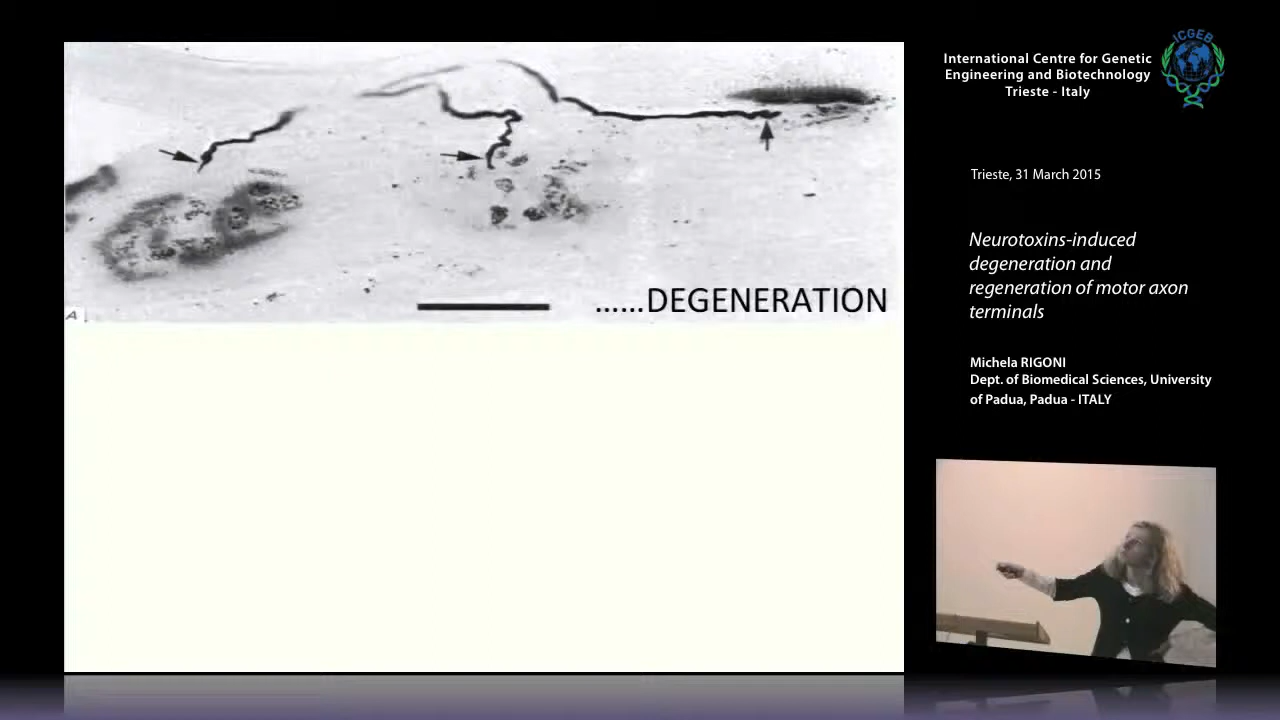 A
......DEGENERATION
International Centre for Genetic
Engineering and Biotechnology
Trieste - Italy
ICGEB
Trieste, 31 March 2015
Neurotoxins-induced
degeneration and
regeneration of motor axon
terminals
Michela RIGONI
Dept. of Biomedical Sciences, University
of Padua, Padua - ITALY